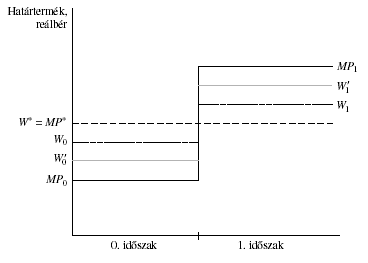 Határtermék,
reálbér
MP₁
W₁′
W₁
W* = MP*
W₀
W₀′
MP₀
0. időszak
1. időszak